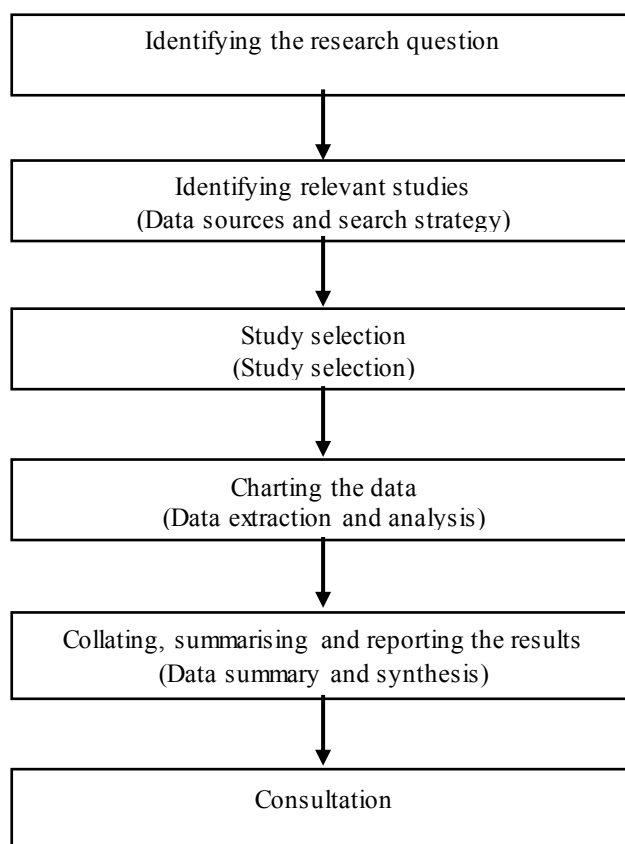 Identifying the research question
Identifying relevant studies
(Data sources and search strategy)
Study selection
(Study selection)
Charting the data
(Data extraction and analysis)
Collating, summarising and reporting the results
(Data summary and synthesis)
Consultation